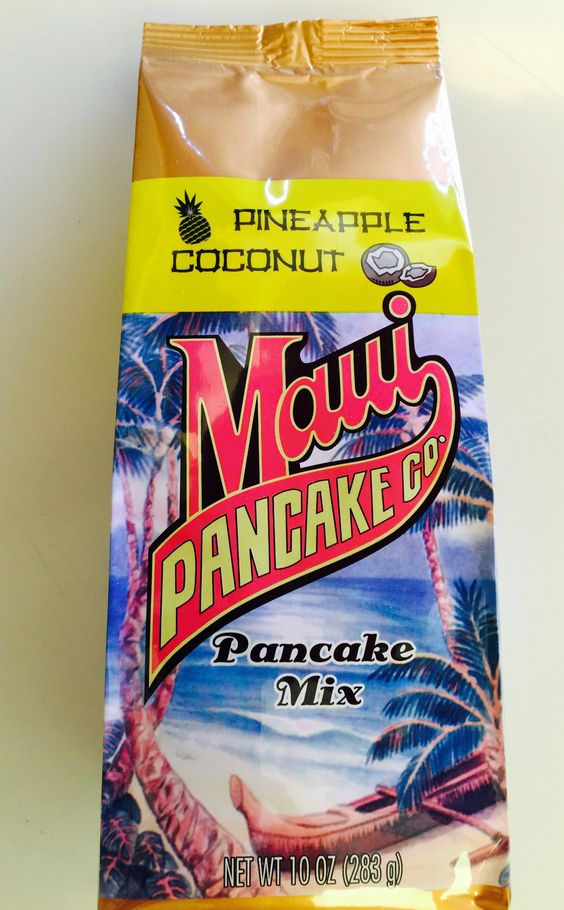 PINEAPPLE
COCONUT
Maui
PANCAKE CO.
Pancake
Mix
NET WT 10 OZ (283 g)